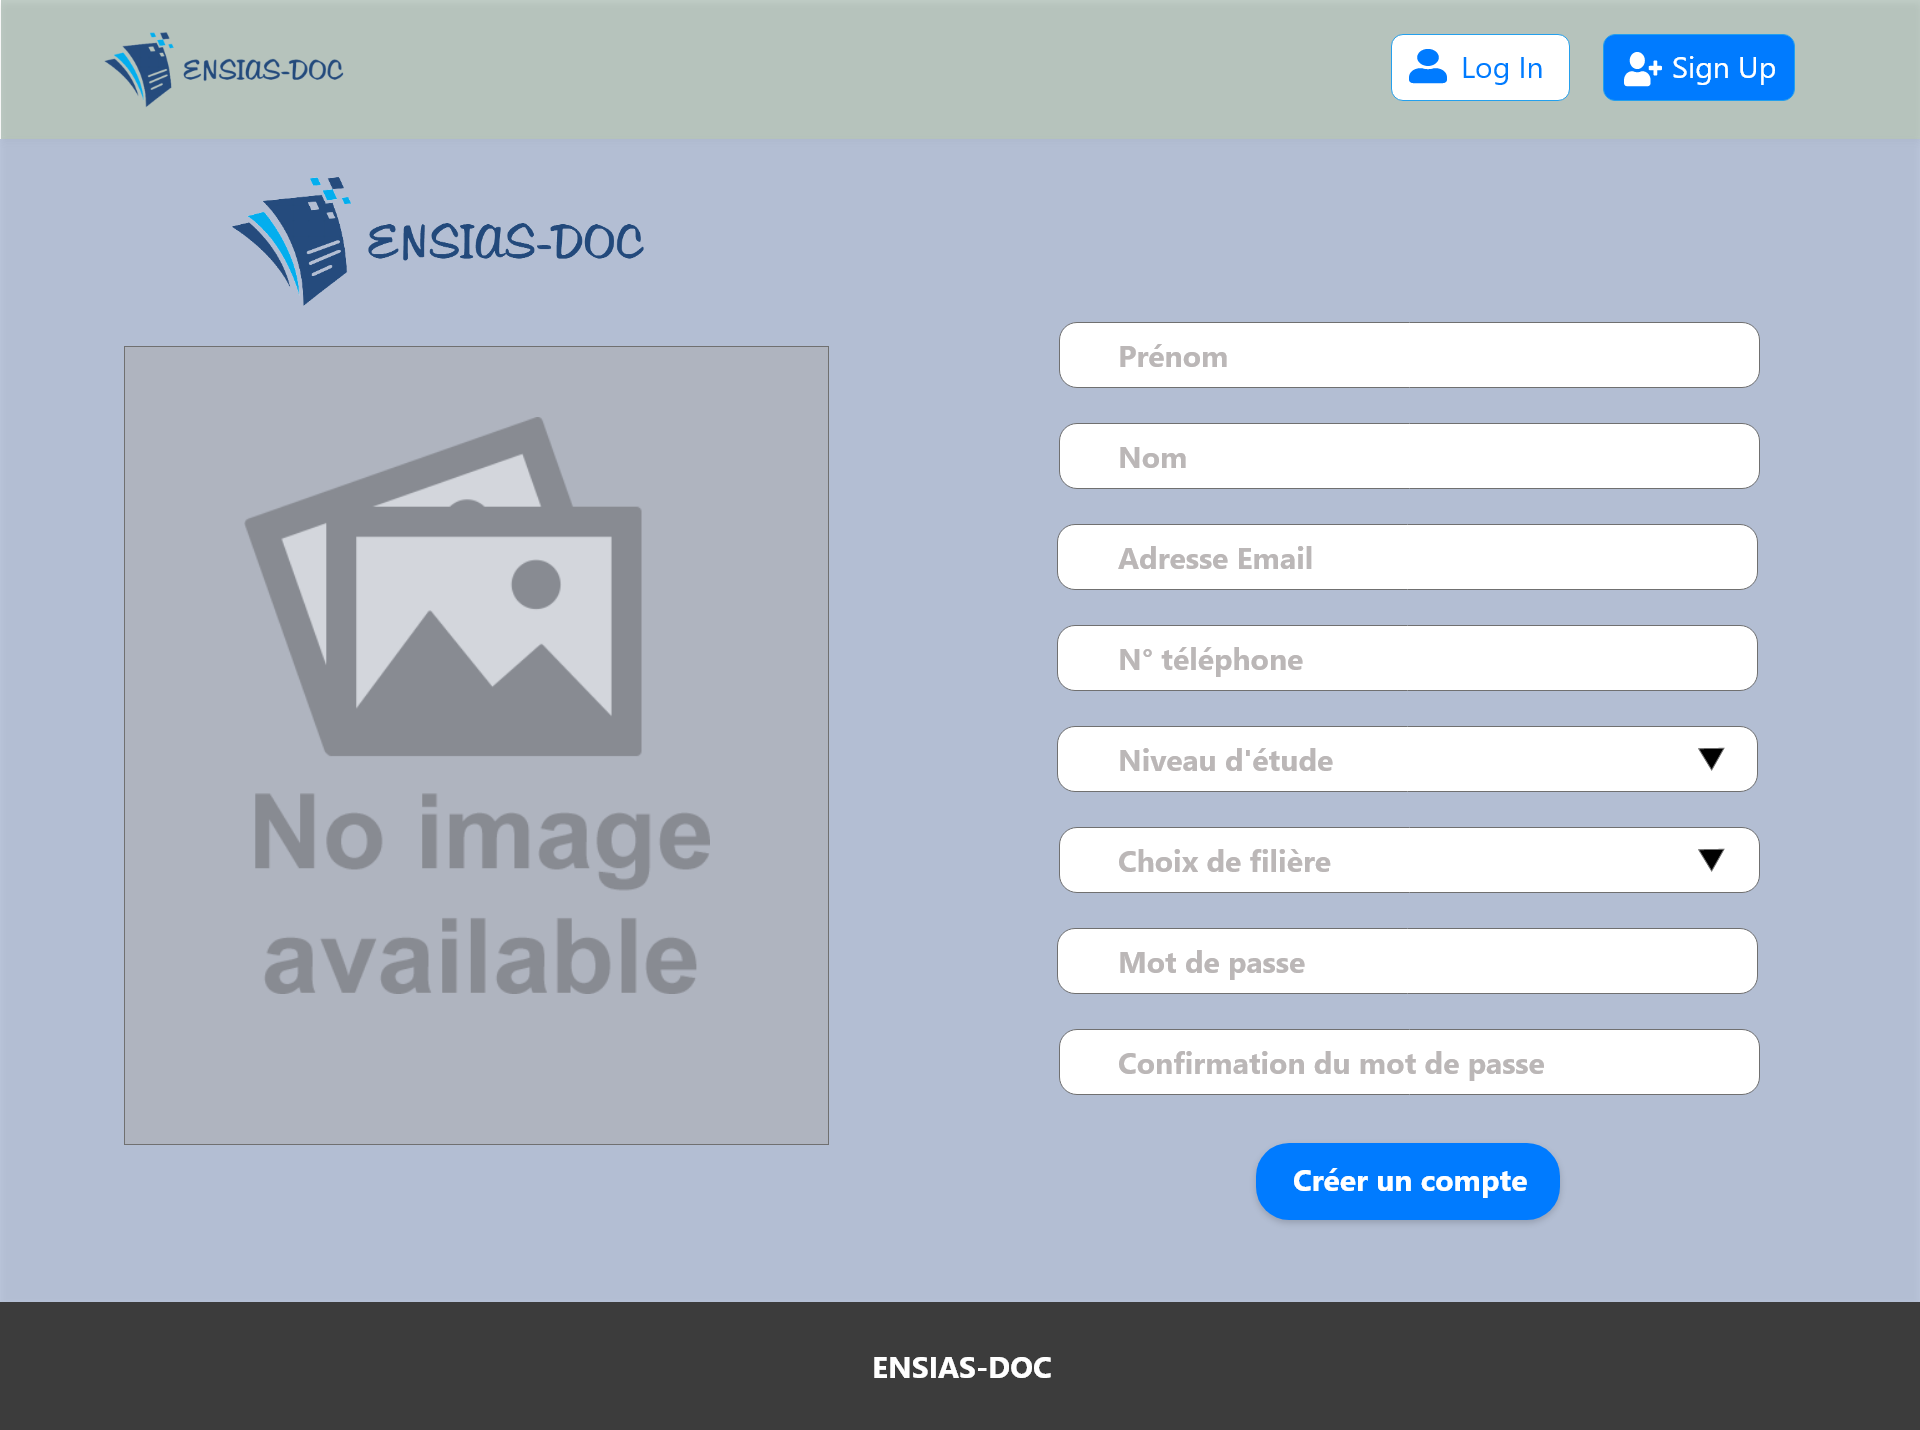 ENSIAS-DOC
Log In
Sign Up
ENSIAS-DOC
No image
available
Prénom
Nom
Adresse Email
N° téléphone
Niveau d'étude
Choix de filière
Mot de passe
Confirmation du mot de passe
Créer un compte
ENSIAS-DOC